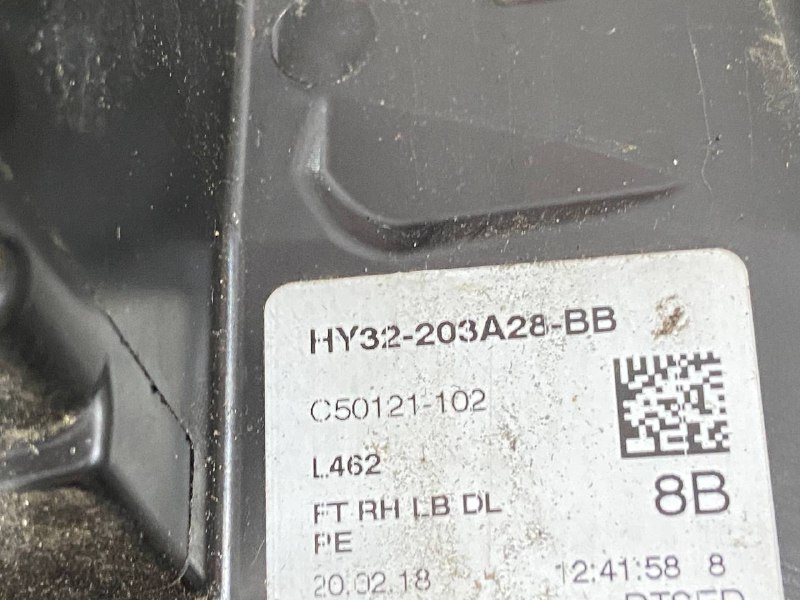 HY32-203A28-BB
C50121-102
L462
FT RH LB DL
PE
8B
20.02.18 12:41:58 8